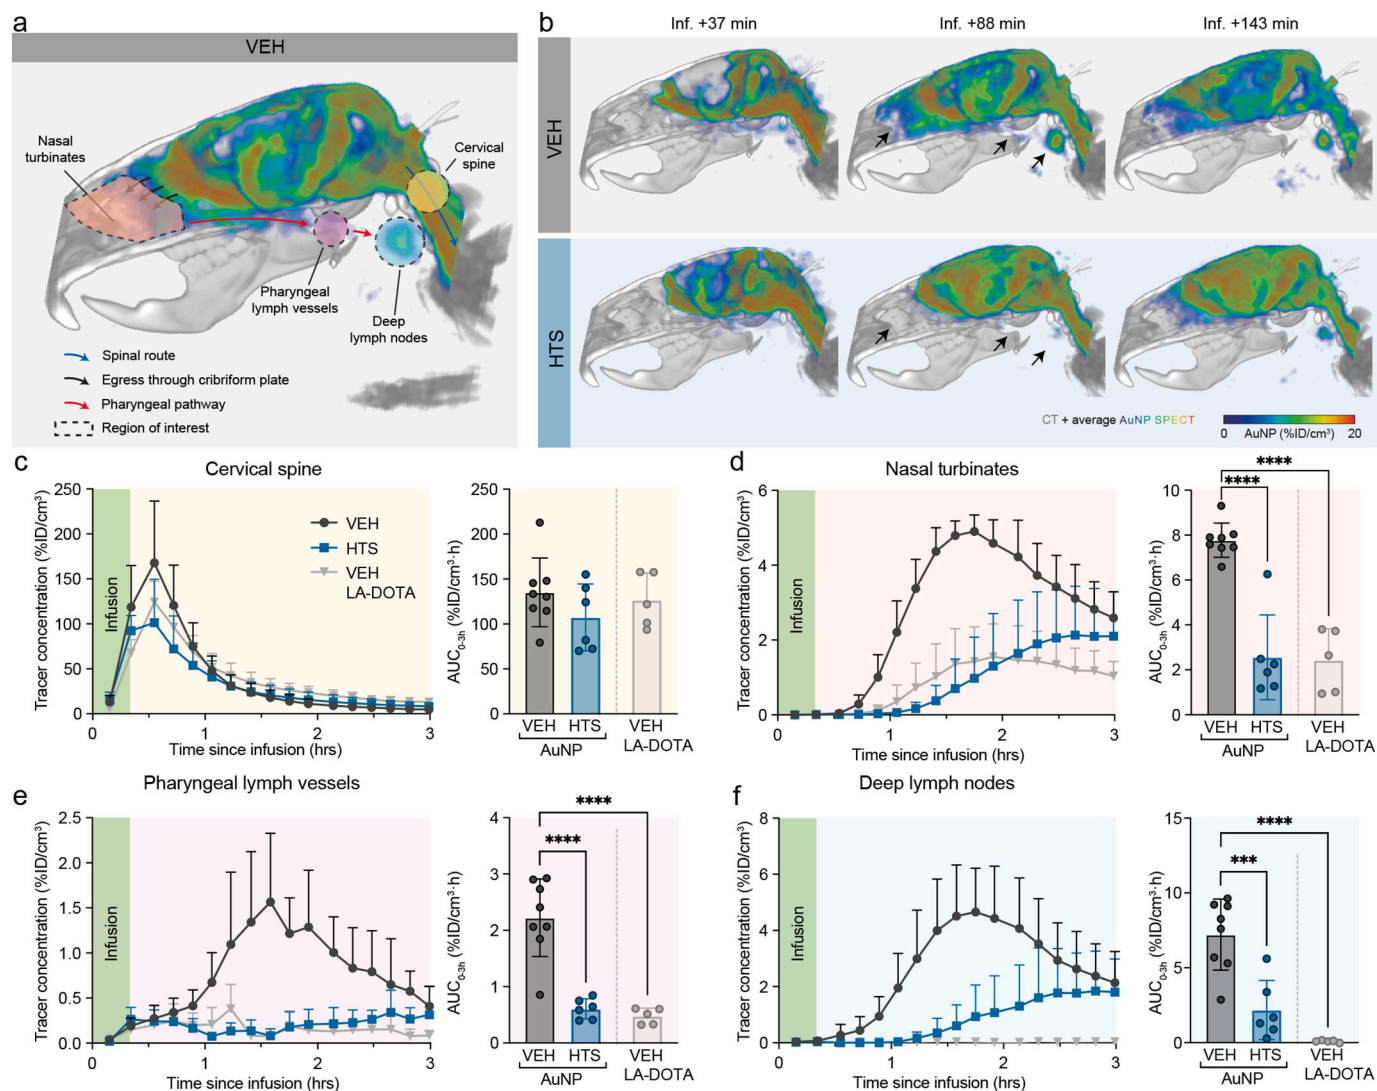 a
VEH
Nasal
turbinates
Cervical
spine
Pharyngeal
lymph vessels
Deep
lymph nodes
Spinal route
Egress through cribriform plate
Pharyngeal pathway
Region of interest
b
Inf. +37 min
Inf. +88 min
Inf. +143 min
VEH
HTS
CT + average AuNP SPECT
0 AuNP (%ID/cm³) 20
c
Cervical spine
Tracer concentration (%ID/cm³)
250
200
150
100
50
0
Infusion
VEH
HTS
VEH
LA-DOTA
0 1 2 3
Time since infusion (hrs)
AUC0-3h (%ID/cm³·h)
250
200
150
100
50
0
VEH HTS VEH
AuNP LA-DOTA
d
Nasal turbinates
Tracer concentration (%ID/cm³)
6
4
2
0
Infusion
0 1 2 3
Time since infusion (hrs)
AUC0-3h (%ID/cm³·h)
10
8
6
4
2
0
****
****
VEH HTS VEH
AuNP LA-DOTA
e
Pharyngeal lymph vessels
Tracer concentration (%ID/cm³)
2.5
2.0
1.5
1.0
0.5
0.0
Infusion
0 1 2 3
Time since infusion (hrs)
AUC0-3h (%ID/cm³·h)
4
3
2
1
0
****
****
VEH HTS VEH
AuNP LA-DOTA
f
Deep lymph nodes
Tracer concentration (%ID/cm³)
8
6
4
2
0
Infusion
0 1 2 3
Time since infusion (hrs)
AUC0-3h (%ID/cm³·h)
15
10
5
0
****
***
VEH HTS VEH
AuNP LA-DOTA